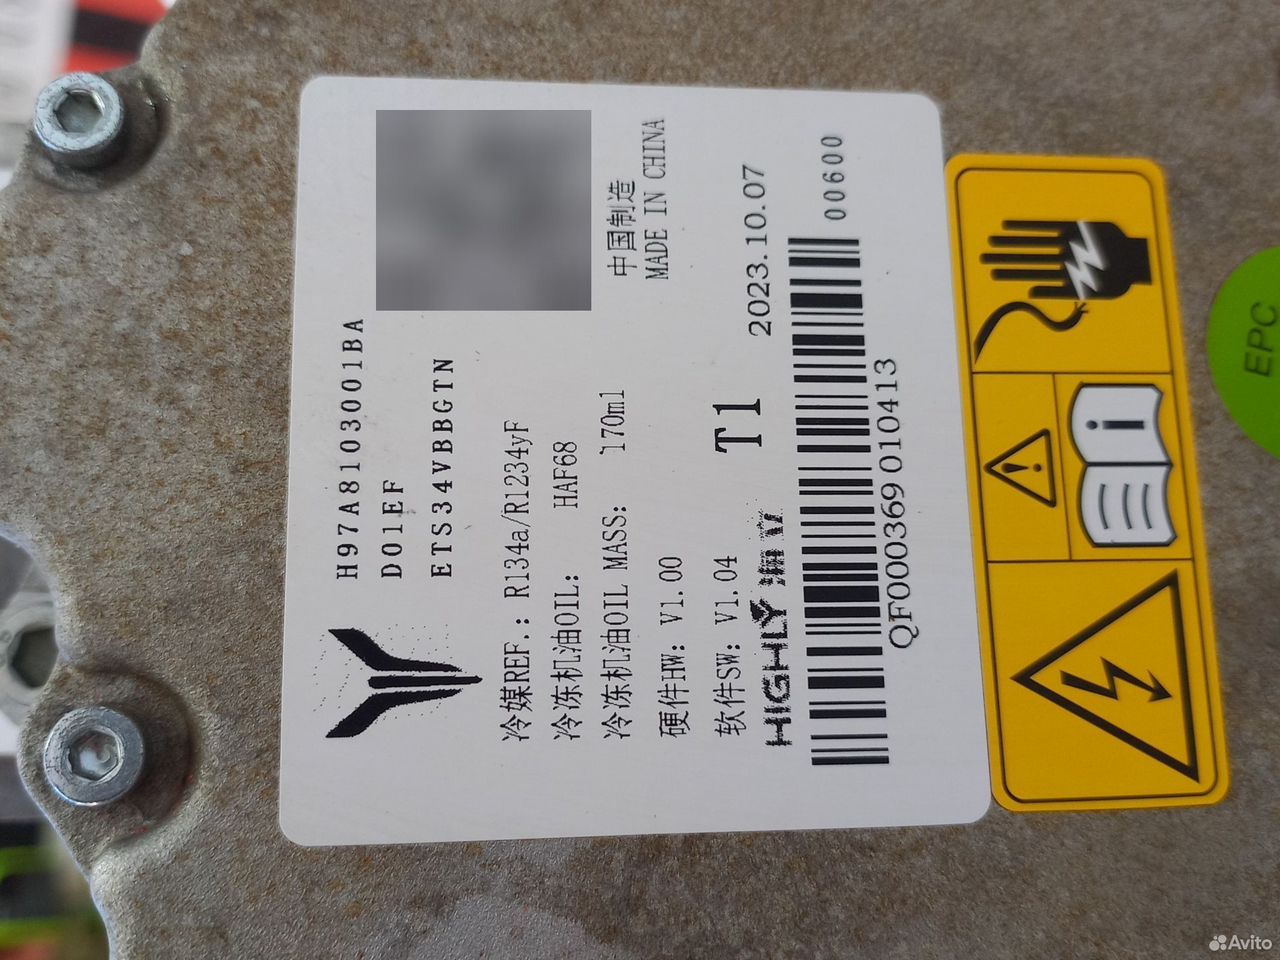 H97A8103001BA
D01EF
ETS34VBBGTN
冷媒REF.: R134a/R1234yF
冷冻机油OIL: HAF68
冷冻机油OIL MASS: 170ml
中国制造
MADE IN CHINA
硬件HW: V1.00
软件SW: V1.04
T1
HIGHLY 海立
2023.10.07
00600
QF00036901 0413
EPC
Avito